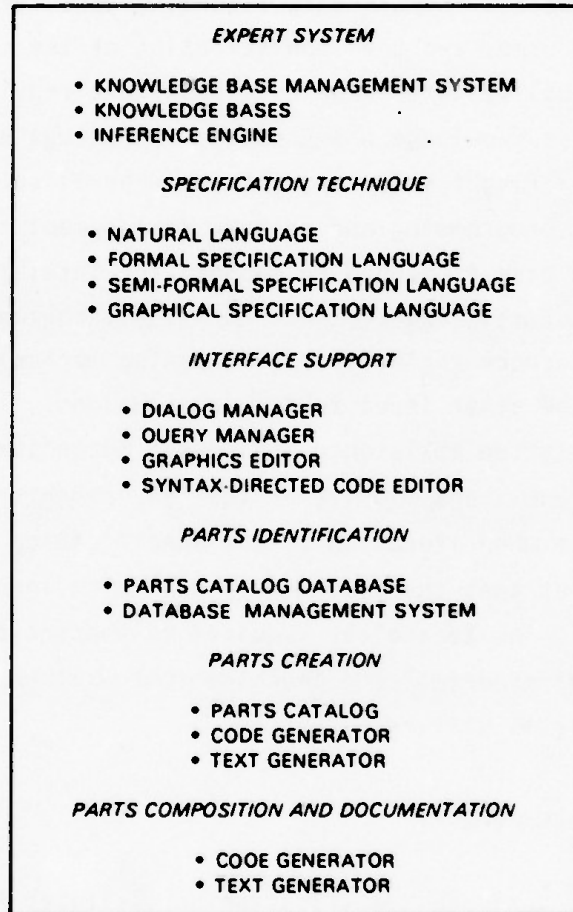 EXPERT SYSTEM
• KNOWLEDGE BASE MANAGEMENT SYSTEM
• KNOWLEDGE BASES
• INFERENCE ENGINE
SPECIFICATION TECHNIQUE
• NATURAL LANGUAGE
• FORMAL SPECIFICATION LANGUAGE
• SEMI-FORMAL SPECIFICATION LANGUAGE
• GRAPHICAL SPECIFICATION LANGUAGE
INTERFACE SUPPORT
• DIALOG MANAGER
• OUERY MANAGER
• GRAPHICS EDITOR
• SYNTAX-DIRECTED CODE EDITOR
PARTS IDENTIFICATION
• PARTS CATALOG OATABASE
• DATABASE MANAGEMENT SYSTEM
PARTS CREATION
• PARTS CATALOG
• CODE GENERATOR
• TEXT GENERATOR
PARTS COMPOSITION AND DOCUMENTATION
• COOE GENERATOR
• TEXT GENERATOR